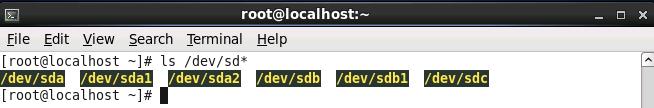 root@localhost:~
File Edit View Search Terminal Help
[root@localhost ~]# ls /dev/sd*
/dev/sda /dev/sda1 /dev/sda2 /dev/sdb /dev/sdb1 /dev/sdc
[root@localhost ~]#